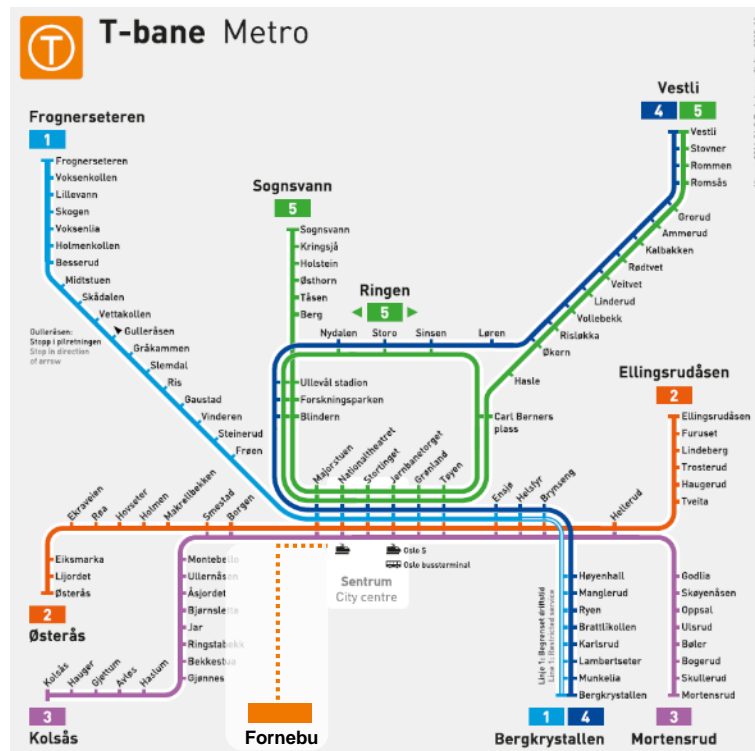 T T-bane Metro
Frognerseteren
1
Frognerseteren
Voksenkollen
Lillevann
Skogen
Voksenlia
Holmenkollen
Besserud
Midtstuen
Skådalen
Vettakollen
Gulleråsen
Gulleråsen:
Stopp i pilretningen
Stop in direction
of arrow
Gråkammen
Slemdal
Ris
Gaustad
Vinderen
Steinerud
Frøen
Sognsvann
5
Sognsvann
Kringsjå
Holstein
Østhorn
Tåsen
Berg
Ringen
5
Nydalen
Storo
Sinsen
Løren
Ullevål stadion
Forskningsparken
Blindern
Carl Berners
plass
Vestli
4 5
Vestli
Stovner
Rommen
Romsås
Grorud
Ammerud
Kalbakken
Rødtvet
Veitvet
Linderud
Vollebekk
Risløkka
Økern
Hasle
Ellingsrudåsen
2
Ellingsrudåsen
Furuset
Lindeberg
Trosterud
Haugerud
Tveita
Hellerud
Majorstuen
Nationaltheatret
Stortinget
Jernbanetorget
Grønland
Tøyen
Ensjø
Helsfyr
Brynseng
Ekraveien
Røa
Hovseter
Holmen
Makrellbekken
Smestad
Borgen
Eiksmarka
Lijordet
Østerås
2
Østerås
Montebello
Ullernåsen
Åsjordet
Bjørnsletta
Jar
Ringstabekk
Bekkestua
Gjønnes
Kolsås
Hauger
Gjettum
Avløs
Haslum
3
Kolsås
Fornebu
Oslo S
Oslo bussterminal
Sentrum
City centre
Linje 1: Begrenset driftstid
Line 1: Restricted service
Høyenhall
Manglerud
Ryen
Brattlikollen
Karlsrud
Lambertseter
Munkelia
Bergkrystallen
1 4
Bergkrystallen
Godlia
Skøyenåsen
Oppsal
Ulsrud
Bøler
Bogerud
Skullerud
Mortensrud
3
Mortensrud